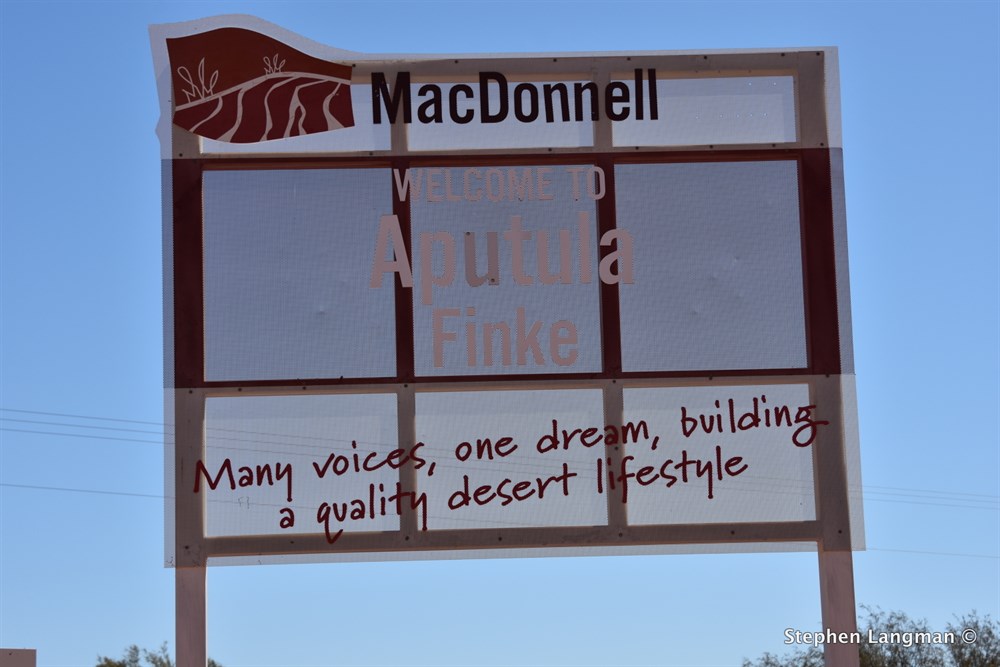 MacDonnell
WELCOME TO
Aputula
Finke
Many voices, one dream, building
a quality desert lifestyle
Stephen Langman ©